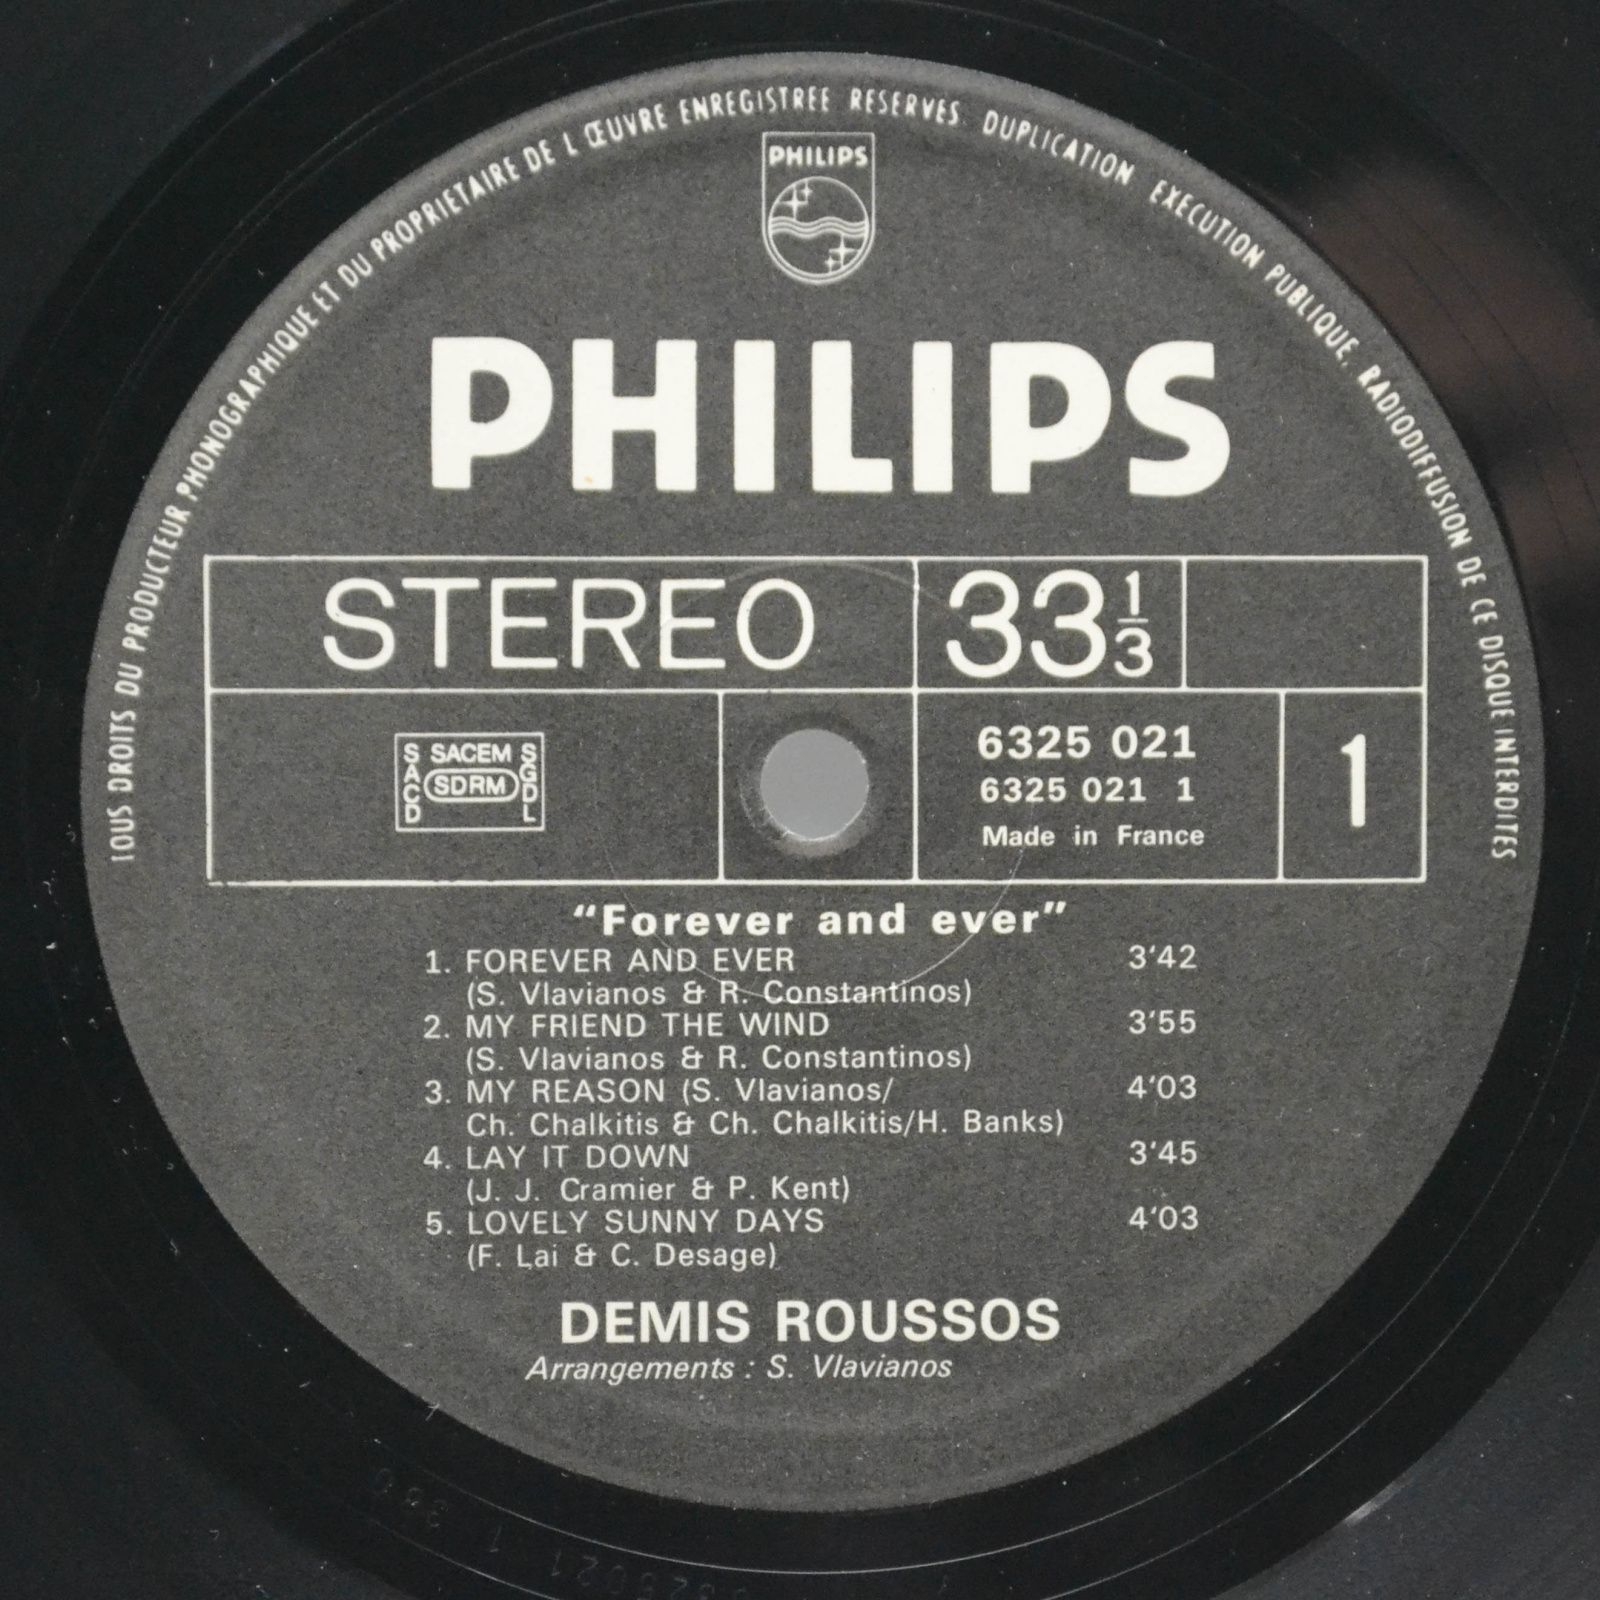 TOUS DROITS DU PRODUCTEUR PHONOGRAPHIQUE ET DU PROPRIETAIRE DE L ŒUVRE ENREGISTREE RESERVES. DUPLICATION EXECUTION PUBLIQUE, RADIODIFFUSION DE CE DISQUE INTERDITES
PHILIPS
PHILIPS
STEREO 33 1/3
SACD SACEM SGDL
SDRM
6325 021
6325 021 1
Made in France
1
"Forever and ever"
1. FOREVER AND EVER 3'42
(S. Vlavianos & R. Constantinos)
2. MY FRIEND THE WIND 3'55
(S. Vlavianos & R. Constantinos)
3. MY REASON (S. Vlavianos/ 4'03
Ch. Chalkitis & Ch. Chalkitis/H. Banks)
4. LAY IT DOWN 3'45
(J. J. Cramier & P. Kent)
5. LOVELY SUNNY DAYS 4'03
(F. Lai & C. Desage)
DEMIS ROUSSOS
Arrangements : S. Vlavianos